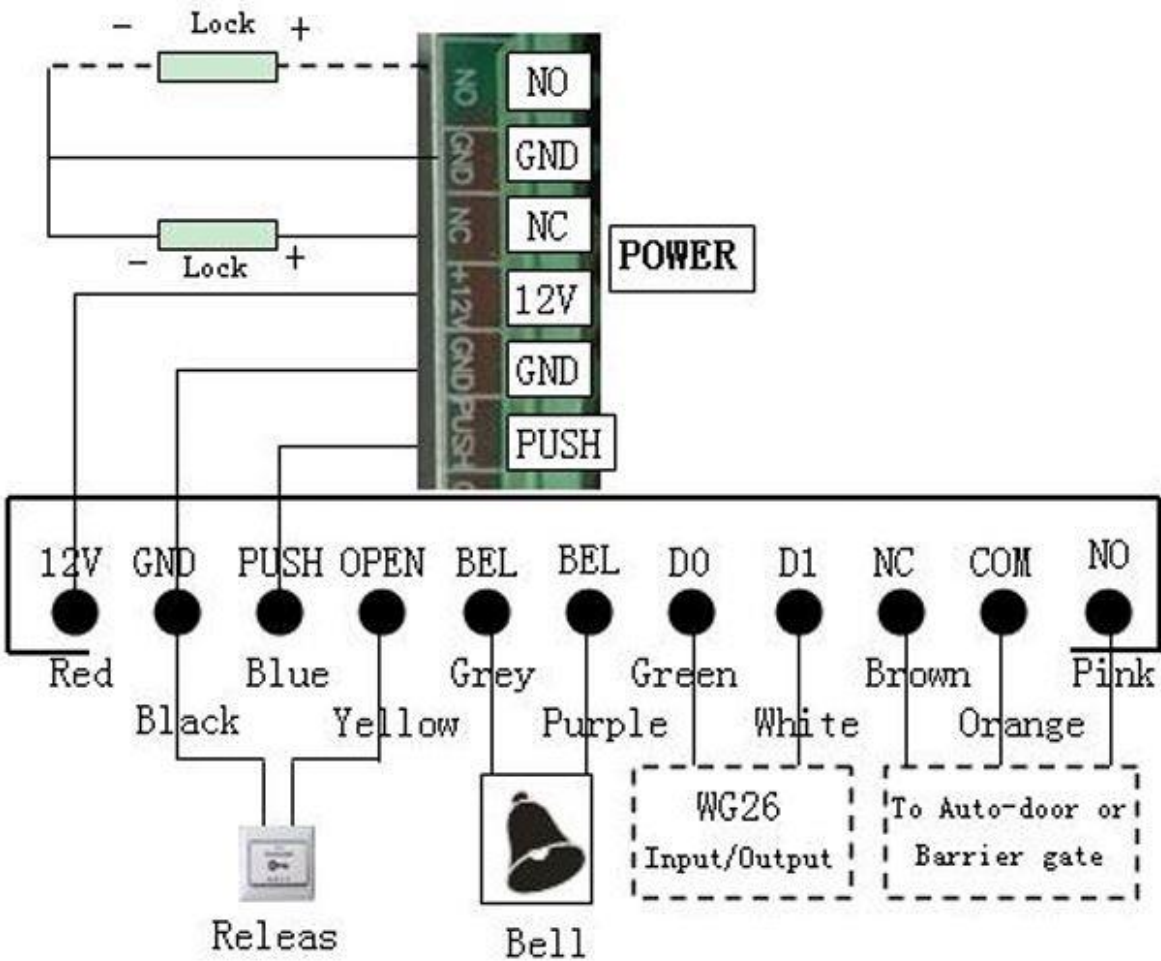 - Lock +
NO NO
GND GND
NC NC
- Lock +
POWER
+12V 12V
GND GND
PUSH PUSH
12V GND PUSH OPEN BEL BEL D0 D1 NC COM NO
Red Blue Grey Green Brown Pink
Black Yellow Purple White Orange
WG26
Input/Output
To Auto-door or
Barrier gate
Releas
Bell